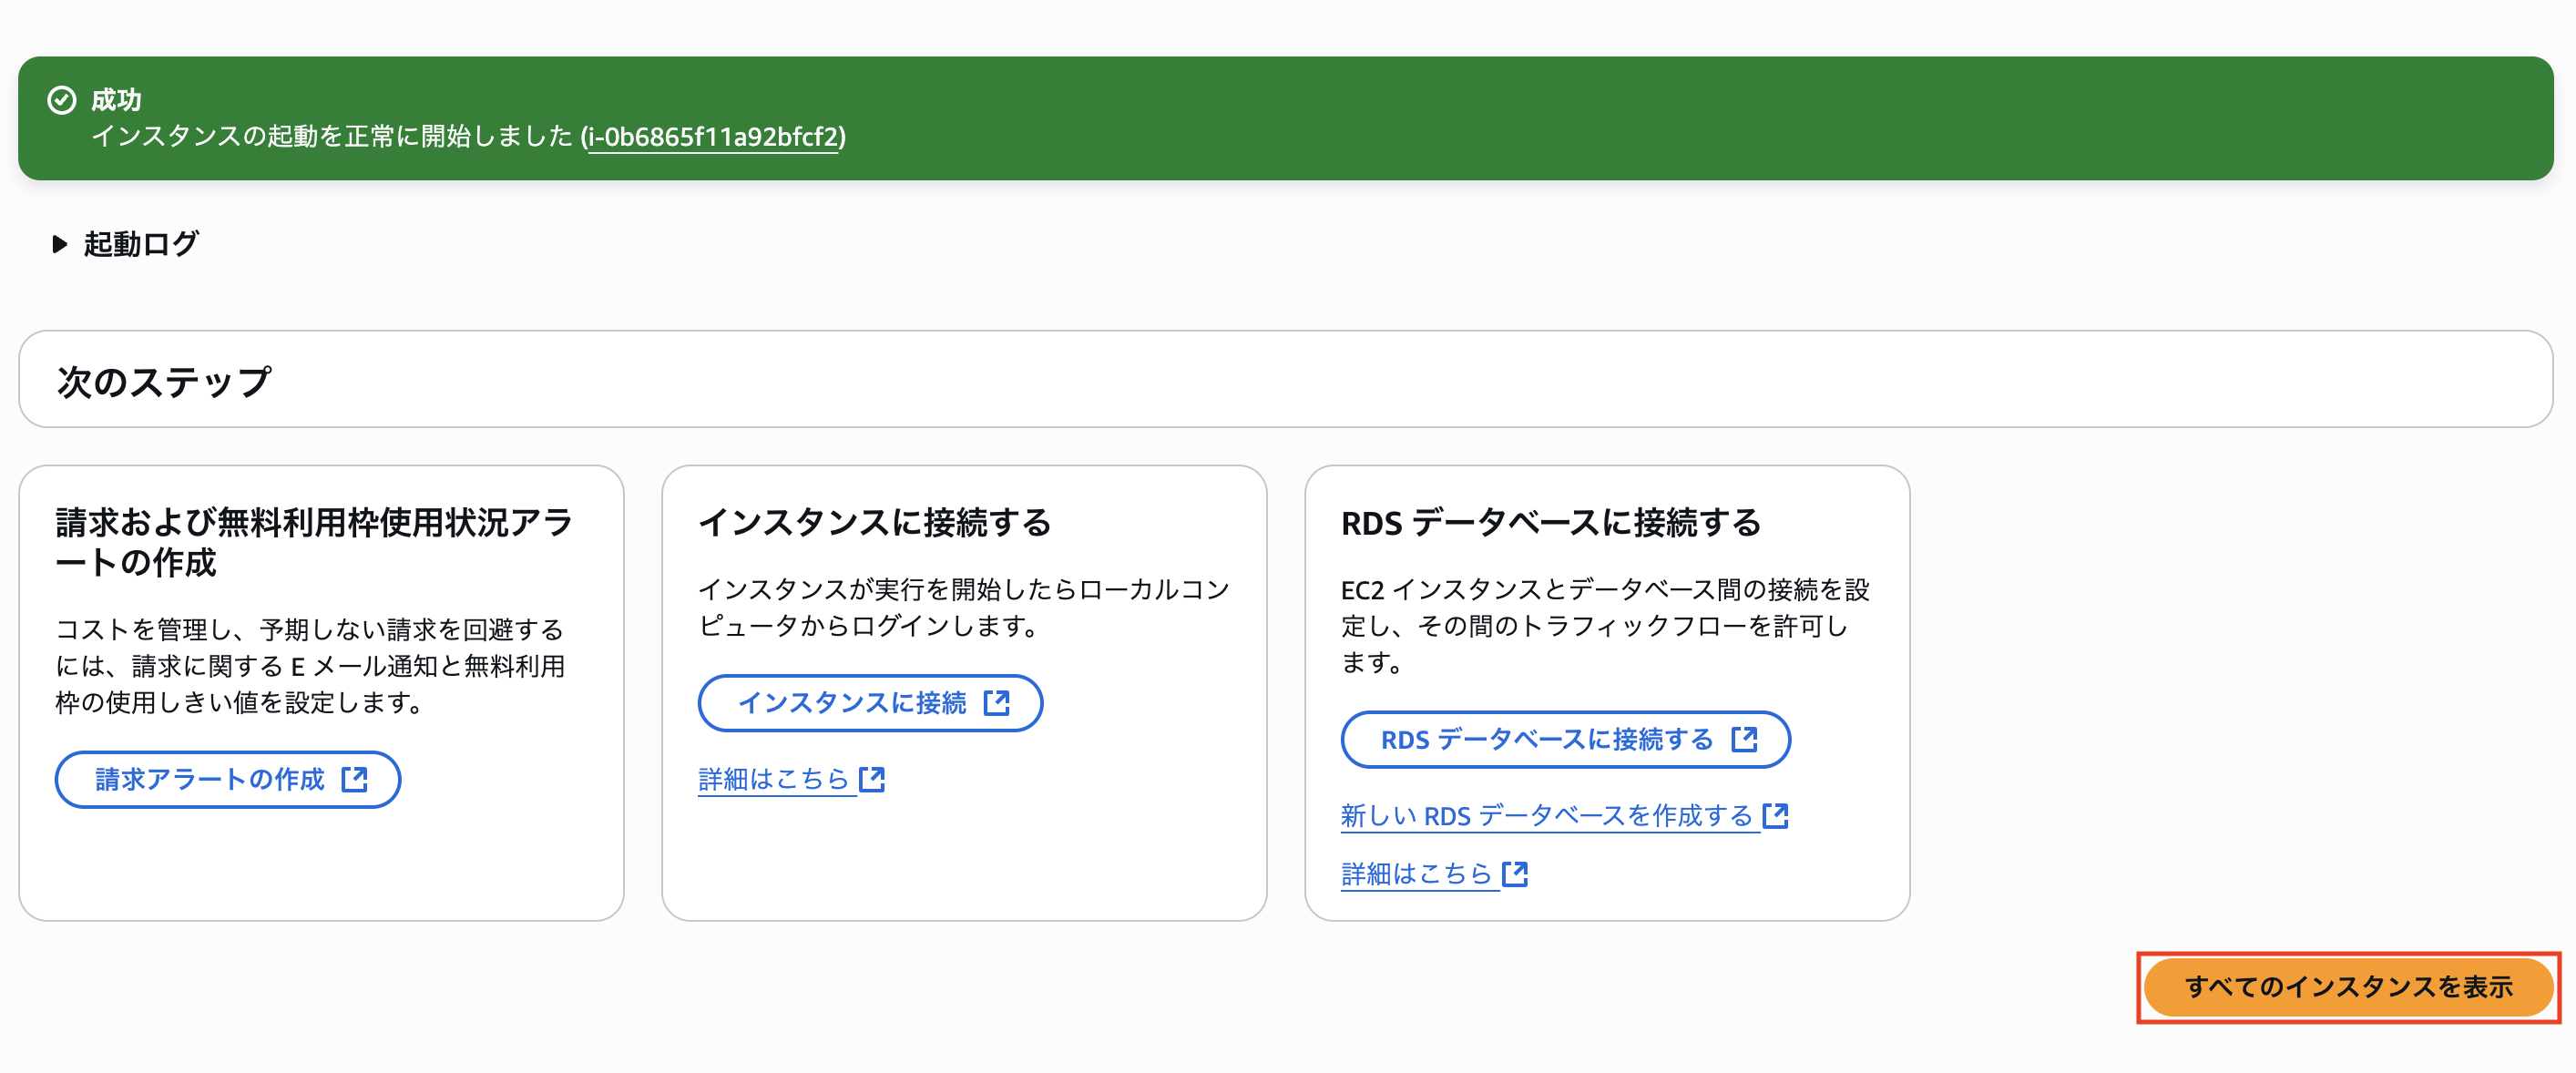 成功
インスタンスの起動を正常に開始しました (i-0b6865f11a92bfcf2)
起動ログ
次のステップ
請求および無料利用枠使用状況アラ
ートの作成
コストを管理し、予期しない請求を回避する
には、請求に関する E メール通知と無料利用
枠の使用しきい値を設定します。
請求アラートの作成
インスタンスに接続する
インスタンスが実行を開始したらローカルコン
ピュータからログインします。
インスタンスに接続
詳細はこちら
RDS データベースに接続する
EC2 インスタンスとデータベース間の接続を設
定し、その間のトラフィックフローを許可し
ます。
RDS データベースに接続する
新しい RDS データベースを作成する
詳細はこちら
すべてのインスタンスを表示